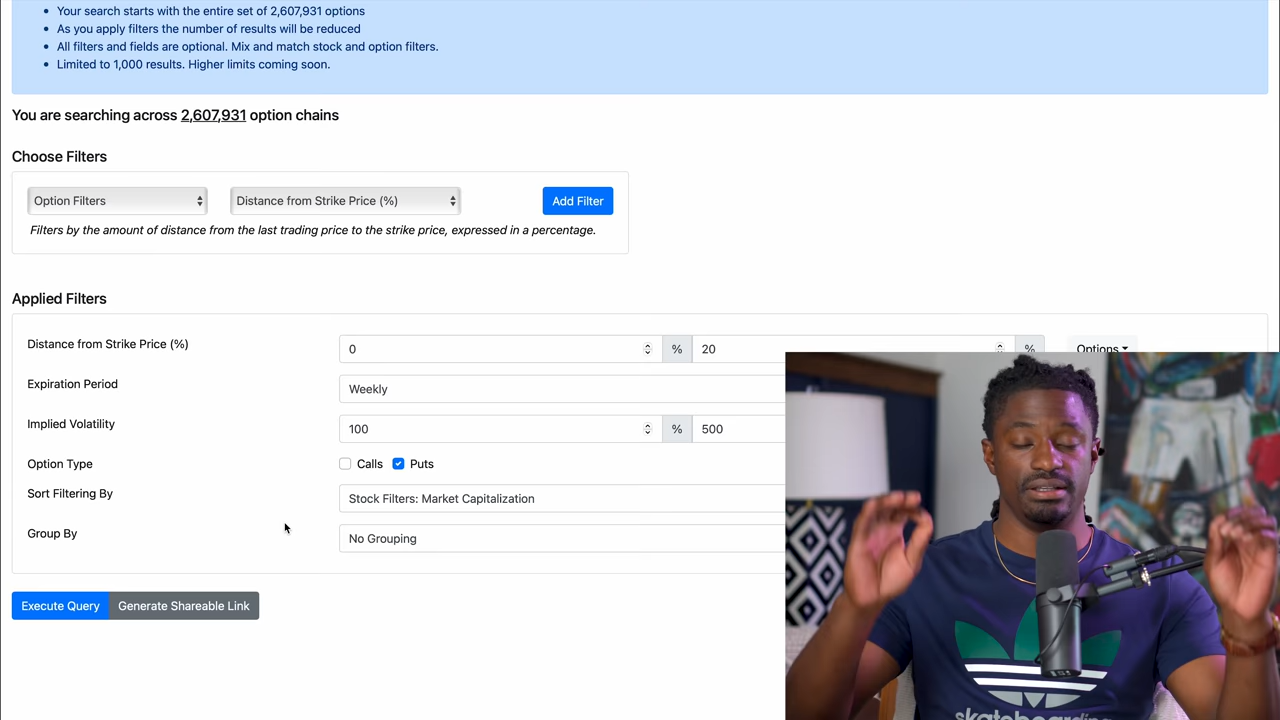 Your search starts with the entire set of 2,607,931 options
As you apply filters the number of results will be reduced
All filters and fields are optional. Mix and match stock and option filters.
Limited to 1,000 results. Higher limits coming soon.
You are searching across 2,607,931 option chains
Choose Filters
Option Filters
Distance from Strike Price (%)
Add Filter
Filters by the amount of distance from the last trading price to the strike price, expressed in a percentage.
Applied Filters
Distance from Strike Price (%)
0 % 20 %
Options
Expiration Period
Weekly
Implied Volatility
100 % 500
Option Type
Calls Puts
Sort Filtering By
Stock Filters: Market Capitalization
Group By
No Grouping
Execute Query
Generate Shareable Link
skateboarding